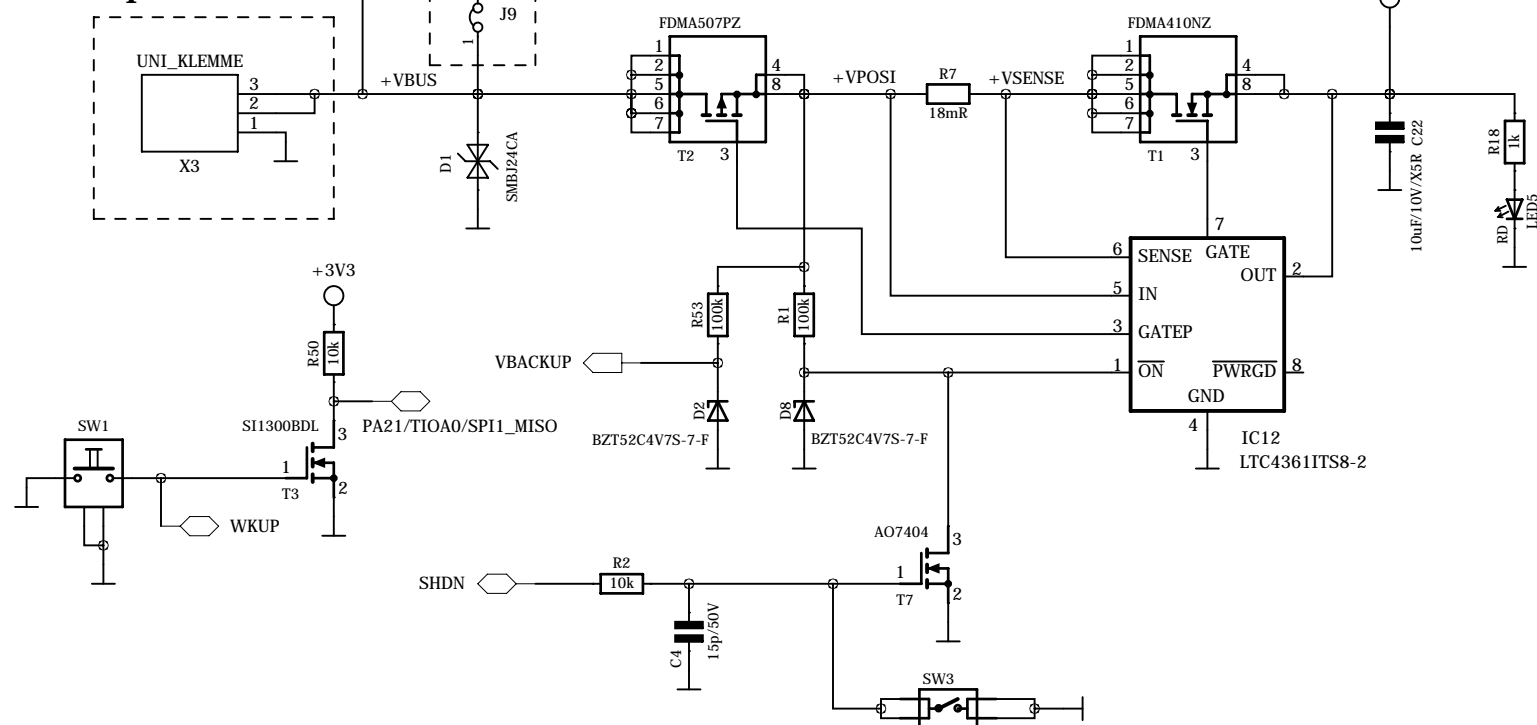 J9
1
FDMA507PZ
FDMA410NZ
UNI_KLEMME
3
2
1
X3
+VBUS
D1
SMBJ24CA
1
2
5
6
7
4
8
T2
3
+VPOSI
R7
18mR
+VSENSE
1
2
5
6
7
4
8
T1
3
10uF/10V/X5R C22
R18
1k
RD
LED5
+3V3
R50
10k
PA21/TIOA0/SPI1_MISO
SW1
SI1300BDL
3
1
2
T3
WKUP
R53
100k
R1
100k
VBACKUP
D2
BZT52C4V7S-7-F
D8
BZT52C4V7S-7-F
7
6 SENSE GATE
OUT 2
5 IN
3 GATEP
1 ON PWRGD 8
GND
4
IC12
LTC4361ITS8-2
AO7404
3
1
2
T7
SHDN
R2
10k
C4
15p/50V
SW3